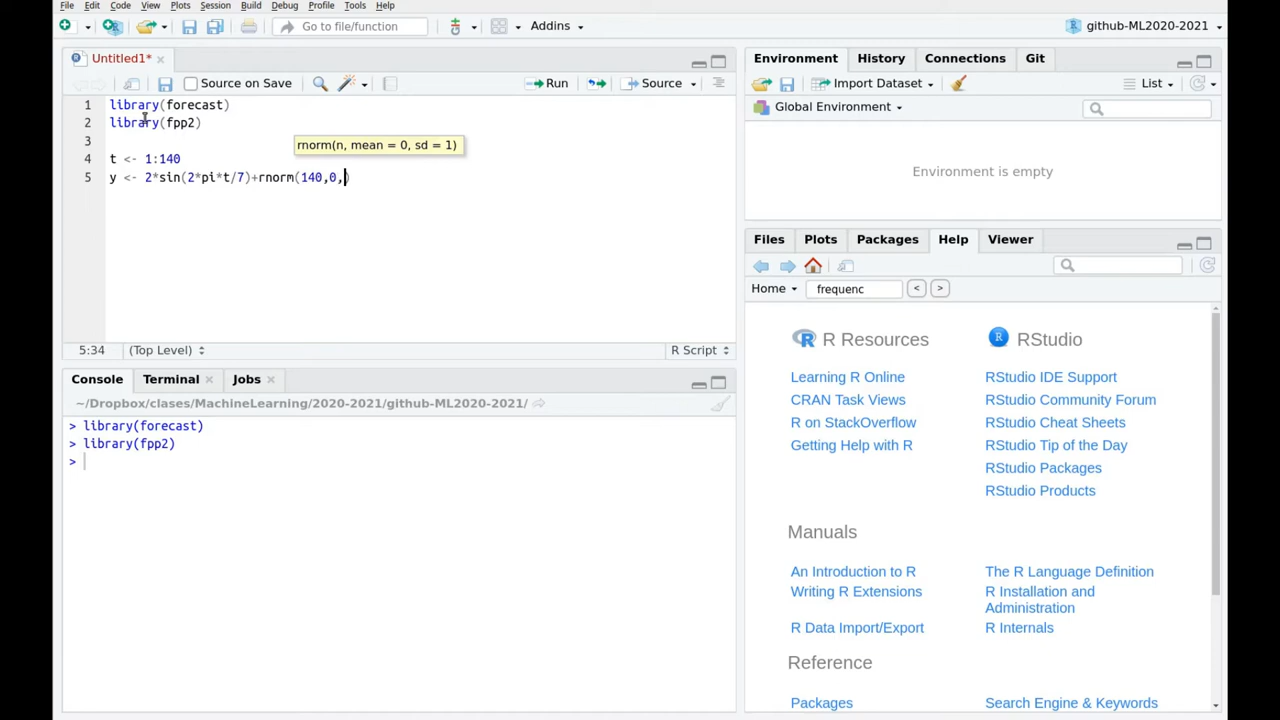 File Edit Code View Plots Session Build Debug Profile Tools Help
Go to file/function
Addins
github-ML2020-2021
Untitled1*
Source on Save
Run
Source
1 library(forecast)
2 library(fpp2)
3
4 t <- 1:140
5 y <- 2*sin(2*pi*t/7)+rnorm(140,0,)
rnorm(n, mean = 0, sd = 1)
5:34 (Top Level) R Script
Console Terminal Jobs
~/Dropbox/clases/MachineLearning/2020-2021/github-ML2020-2021/
> library(forecast)
> library(fpp2)
>
Environment History Connections Git
Import Dataset List
Global Environment
Environment is empty
Files Plots Packages Help Viewer
Home frequenc < >
R Resources
Learning R Online
CRAN Task Views
R on StackOverflow
Getting Help with R
RStudio
RStudio IDE Support
RStudio Community Forum
RStudio Cheat Sheets
RStudio Tip of the Day
RStudio Packages
RStudio Products
Manuals
An Introduction to R
Writing R Extensions
R Data Import/Export
The R Language Definition
R Installation and
Administration
R Internals
Reference
Packages
Search Engine & Keywords